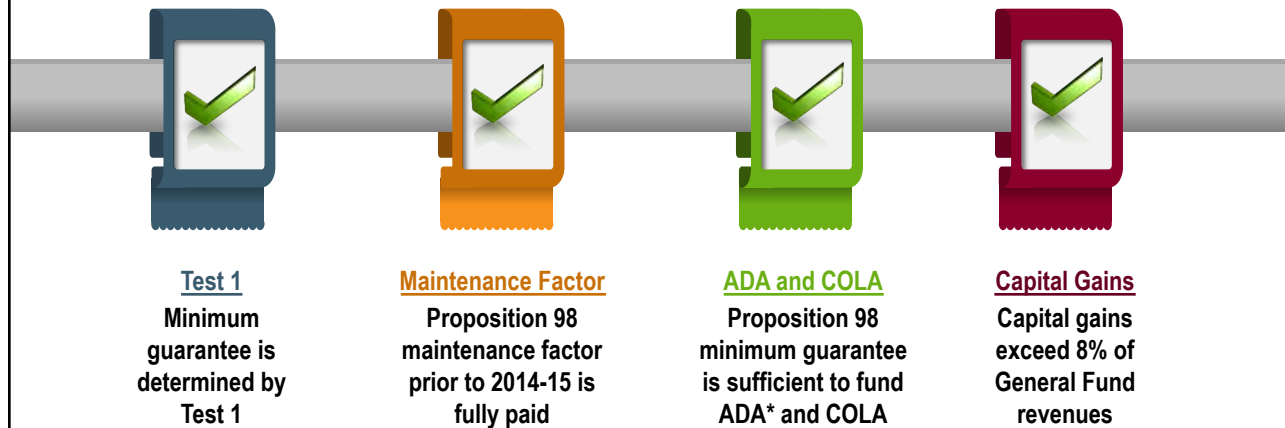 Test 1
Minimum
guarantee is
determined by
Test 1
Maintenance Factor
Proposition 98
maintenance factor
prior to 2014-15 is
fully paid
ADA and COLA
Proposition 98
minimum guarantee
is sufficient to fund
ADA* and COLA
Capital Gains
Capital gains
exceed 8% of
General Fund
revenues